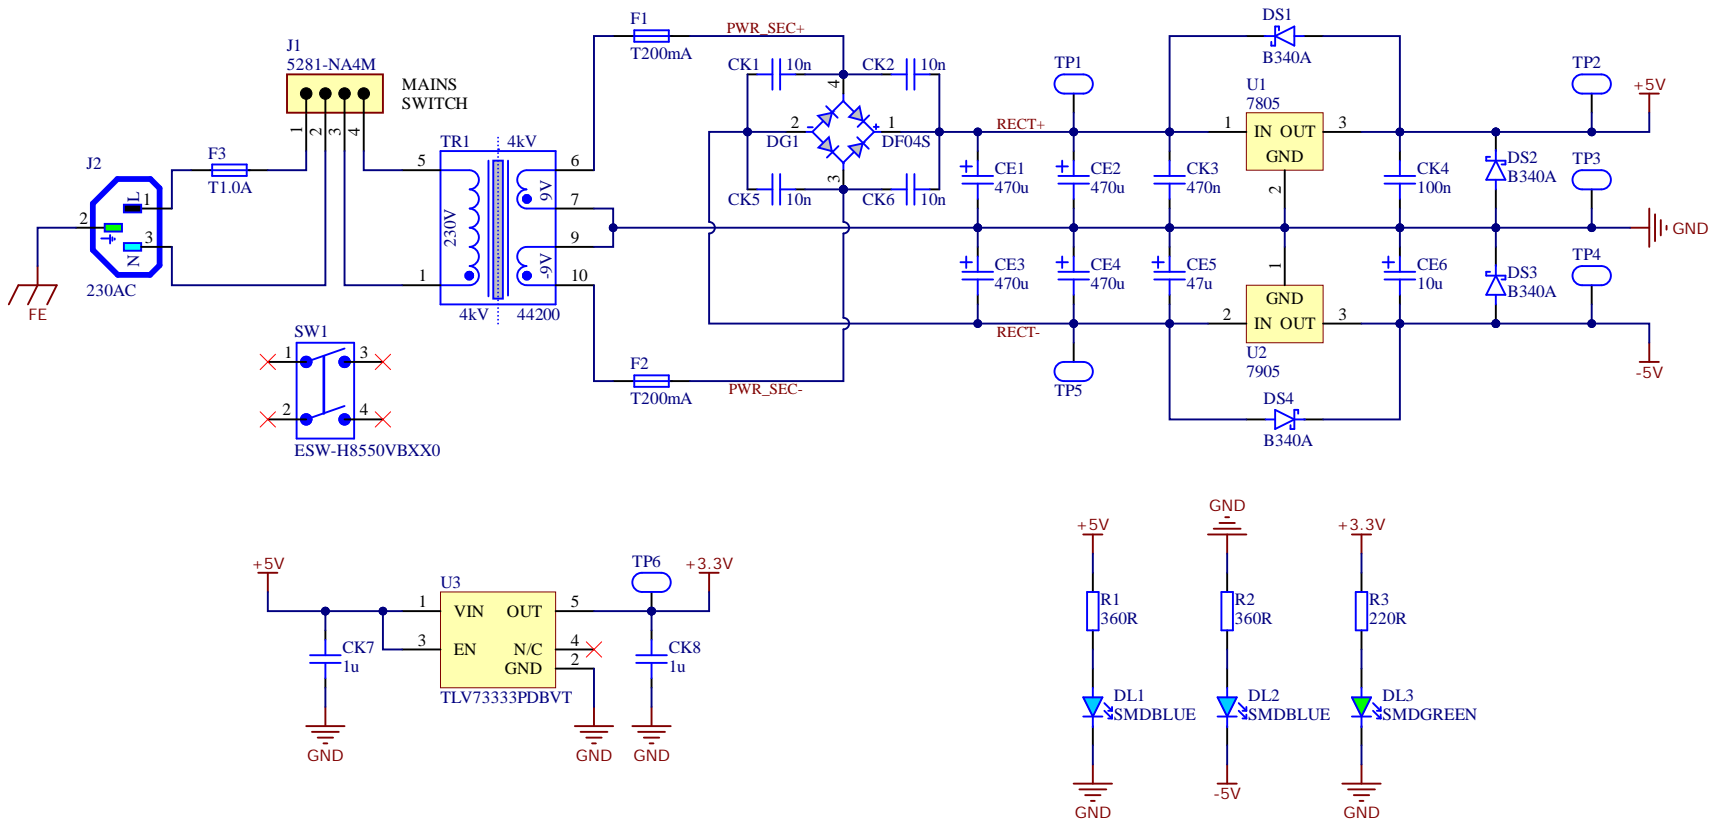 J1
5281-NA4M
MAINS
SWITCH
1
2
3
4
J2
L
1
2
3
N
230AC
FE
F3
T1.0A
TR1
4kV
5
1
230V
9V
-9V
6
7
9
10
4kV
44200
F1
T200mA
PWR_SEC+
F2
T200mA
PWR_SEC-
CK1
10n
CK2
10n
4
2
-
1
+
DG1
DF04S
3
CK5
10n
CK6
10n
RECT+
RECT-
TP1
CE1
470u
CE2
470u
CK3
470n
CE3
470u
CE4
470u
CE5
47u
TP5
DS1
B340A
U1
7805
1
IN OUT
3
GND
2
1
GND
2
IN OUT
3
U2
7905
DS4
B340A
CK4
100n
CE6
10u
DS2
B340A
DS3
B340A
TP2
TP3
TP4
+5V
GND
-5V
SW1
1
3
2
4
ESW-H8550VBXX0
+5V
CK7
1u
GND
U3
1
VIN
OUT
5
3
EN
N/C
4
GND
2
TLV73333PDBVT
GND
TP6
+3.3V
CK8
1u
GND
+5V
R1
360R
DL1
SMDBLUE
GND
GND
R2
360R
DL2
SMDBLUE
-5V
+3.3V
R3
220R
DL3
SMDGREEN
GND